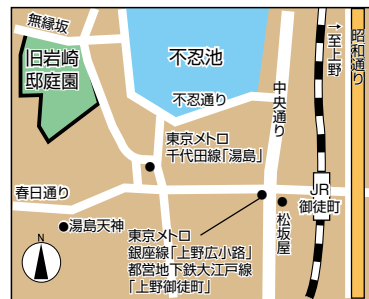 無縁坂
旧岩崎
邸庭園
不忍池
不忍通り
中央通り
→至上野
昭和通り
東京メトロ
千代田線「湯島」
春日通り
湯島天神
東京メトロ
銀座線「上野広小路」
都営地下鉄大江戸線
「上野御徒町」
松坂屋
JR
御徒町
N